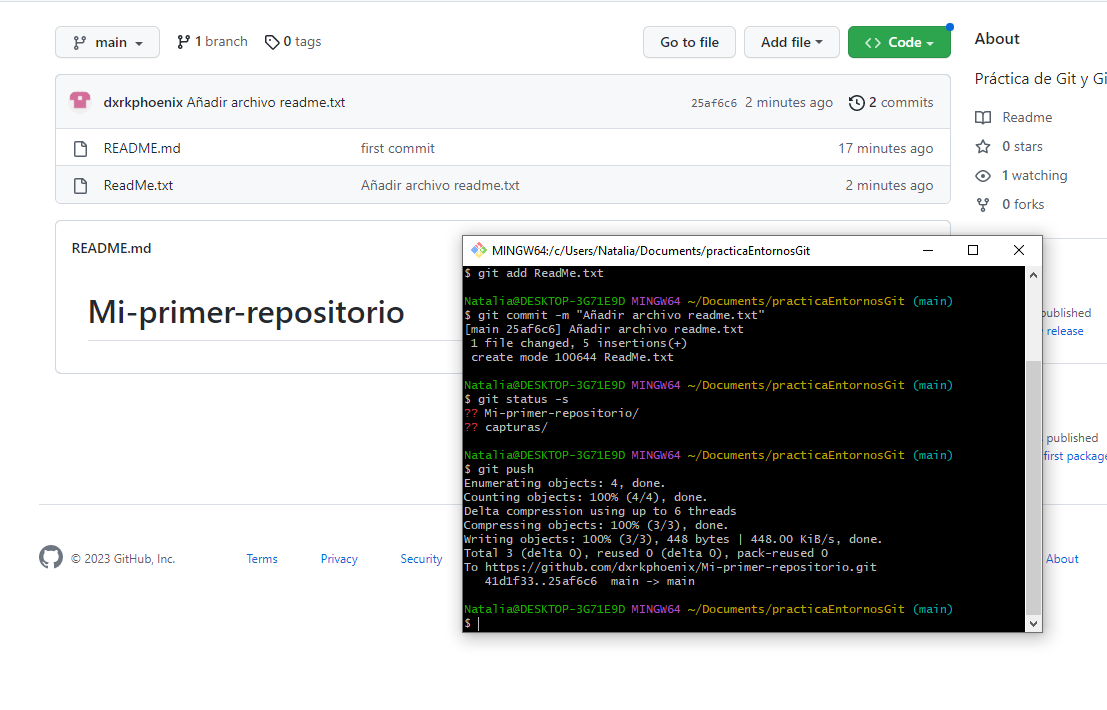 main
1 branch
0 tags
Go to file
Add file
Code
dxrkphoenix Añadir archivo readme.txt
25af6c6 2 minutes ago
2 commits
README.md
first commit
17 minutes ago
ReadMe.txt
Añadir archivo readme.txt
2 minutes ago
README.md
Mi-primer-repositorio
About
Práctica de Git y Gi
Readme
0 stars
1 watching
0 forks
published
release
published
first package
MINGW64:/c/Users/Natalia/Documents/practicaEntornosGit
$ git add ReadMe.txt
Natalia@DESKTOP-3G71E9D MINGW64 ~/Documents/practicaEntornosGit (main)
$ git commit -m "Añadir archivo readme.txt"
[main 25af6c6] Añadir archivo readme.txt
1 file changed, 5 insertions(+)
create mode 100644 ReadMe.txt
Natalia@DESKTOP-3G71E9D MINGW64 ~/Documents/practicaEntornosGit (main)
$ git status -s
?? Mi-primer-repositorio/
?? capturas/
Natalia@DESKTOP-3G71E9D MINGW64 ~/Documents/practicaEntornosGit (main)
$ git push
Enumerating objects: 4, done.
Counting objects: 100% (4/4), done.
Delta compression using up to 6 threads
Compressing objects: 100% (3/3), done.
Writing objects: 100% (3/3), 448 bytes | 448.00 KiB/s, done.
Total 3 (delta 0), reused 0 (delta 0), pack-reused 0
To https://github.com/dxrkphoenix/Mi-primer-repositorio.git
41d1f33..25af6c6 main -> main
Natalia@DESKTOP-3G71E9D MINGW64 ~/Documents/practicaEntornosGit (main)
$
© 2023 GitHub, Inc.
Terms
Privacy
Security
About